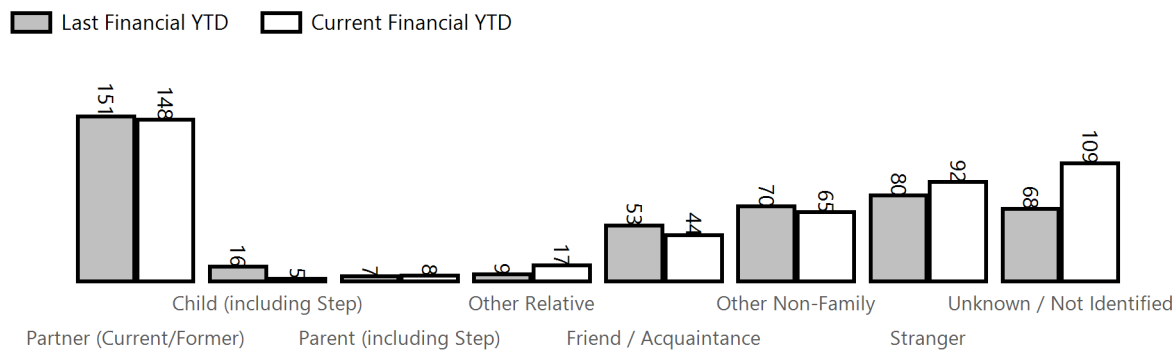 Last Financial YTD Current Financial YTD
151 148 16 5 7 8 9 17 53 44 70 65 80 92 68 109
Child (including Step) Other Relative Other Non-Family Unknown / Not Identified
Partner (Current/Former) Parent (including Step) Friend / Acquaintance Stranger